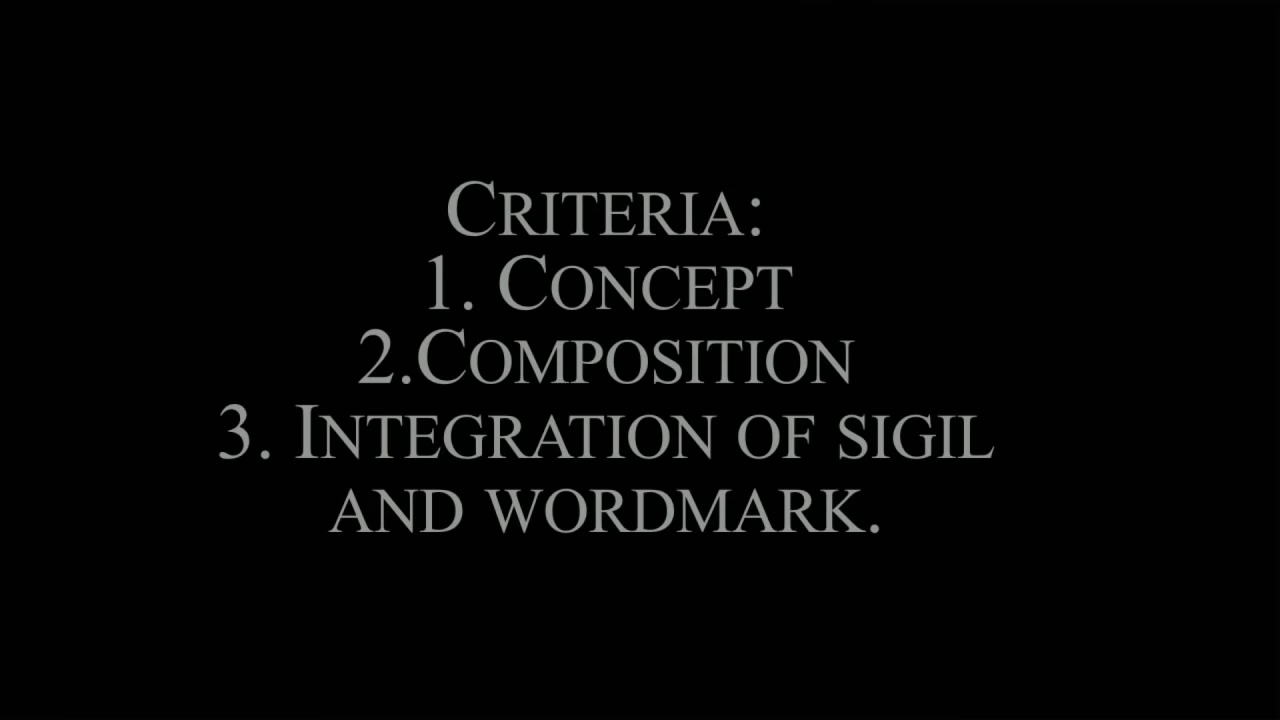 CRITERIA:
1. CONCEPT
2.COMPOSITION
3. INTEGRATION OF SIGIL
AND WORDMARK.